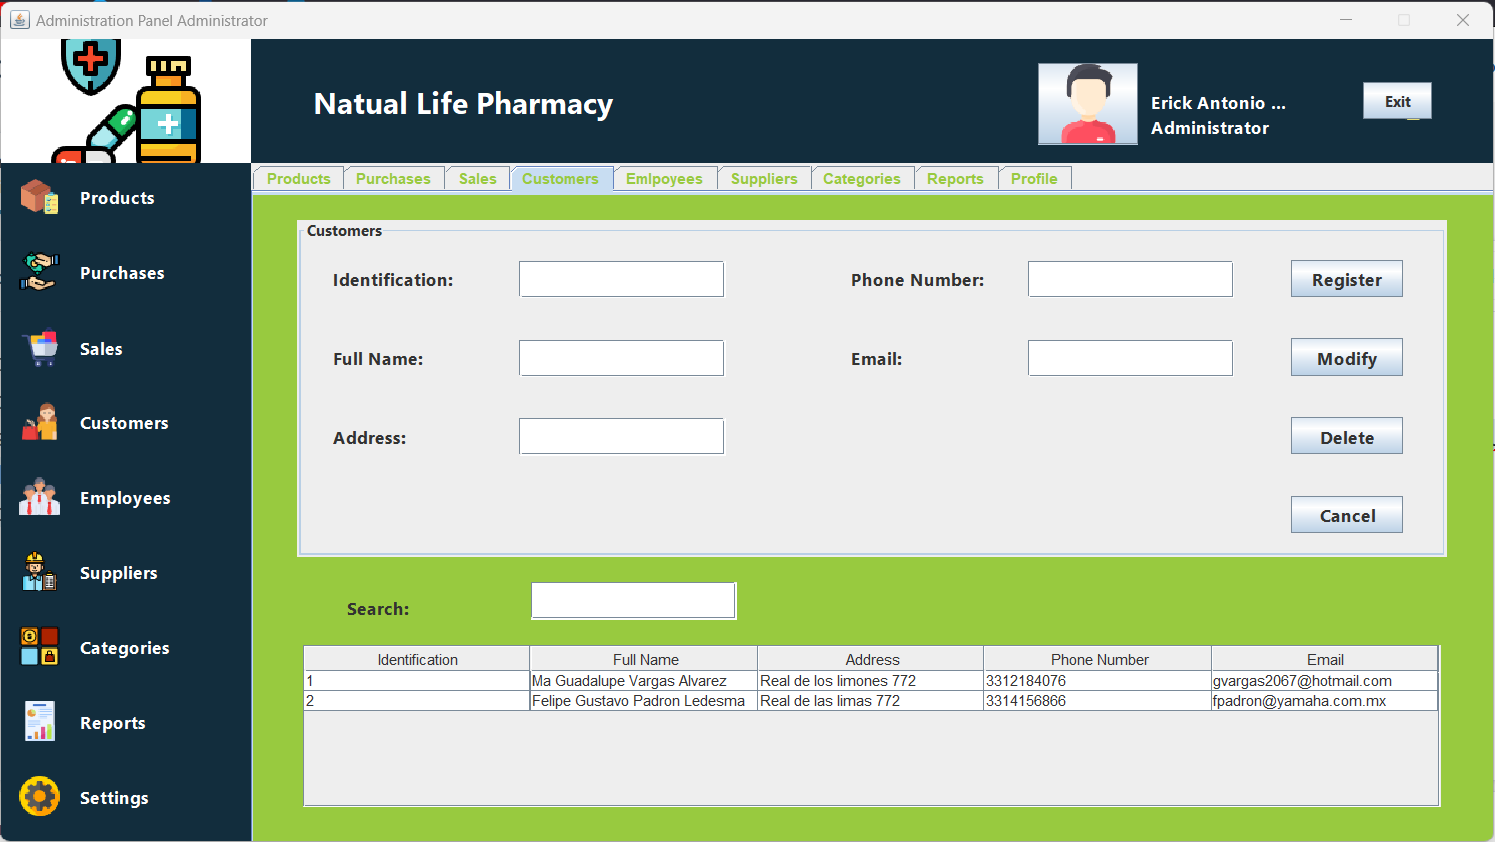 Administration Panel Administrator
Natual Life Pharmacy
Erick Antonio ...
Administrator
Exit
Products
Purchases
Sales
Customers
Employees
Suppliers
Categories
Reports
Settings
Products Purchases Sales Customers Emlpoyees Suppliers Categories Reports Profile
Customers
Identification: Phone Number: Register
Full Name: Email: Modify
Address: Delete
Cancel
Search:
Identification Full Name Address Phone Number Email
1 Ma Guadalupe Vargas Alvarez Real de los limones 772 3312184076 gvargas2067@hotmail.com
2 Felipe Gustavo Padron Ledesma Real de las limas 772 3314156866 fpadron@yamaha.com.mx